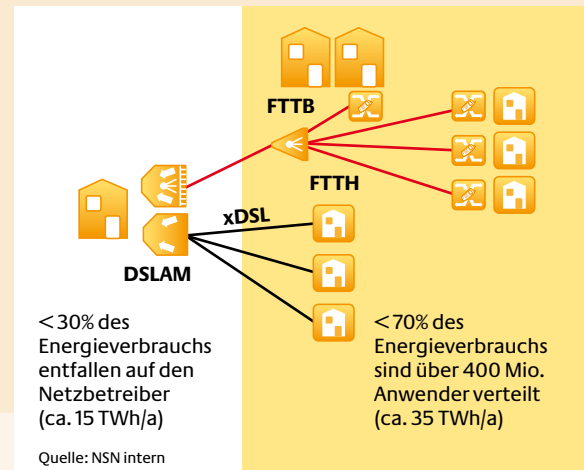 FTTB
FTTH
xDSL
DSLAM
<30% des
Energieverbrauchs
entfallen auf den
Netzbetreiber
(ca. 15 TWh/a)
<70% des
Energieverbrauchs
sind über 400 Mio.
Anwender verteilt
(ca. 35 TWh/a)
Quelle: NSN intern